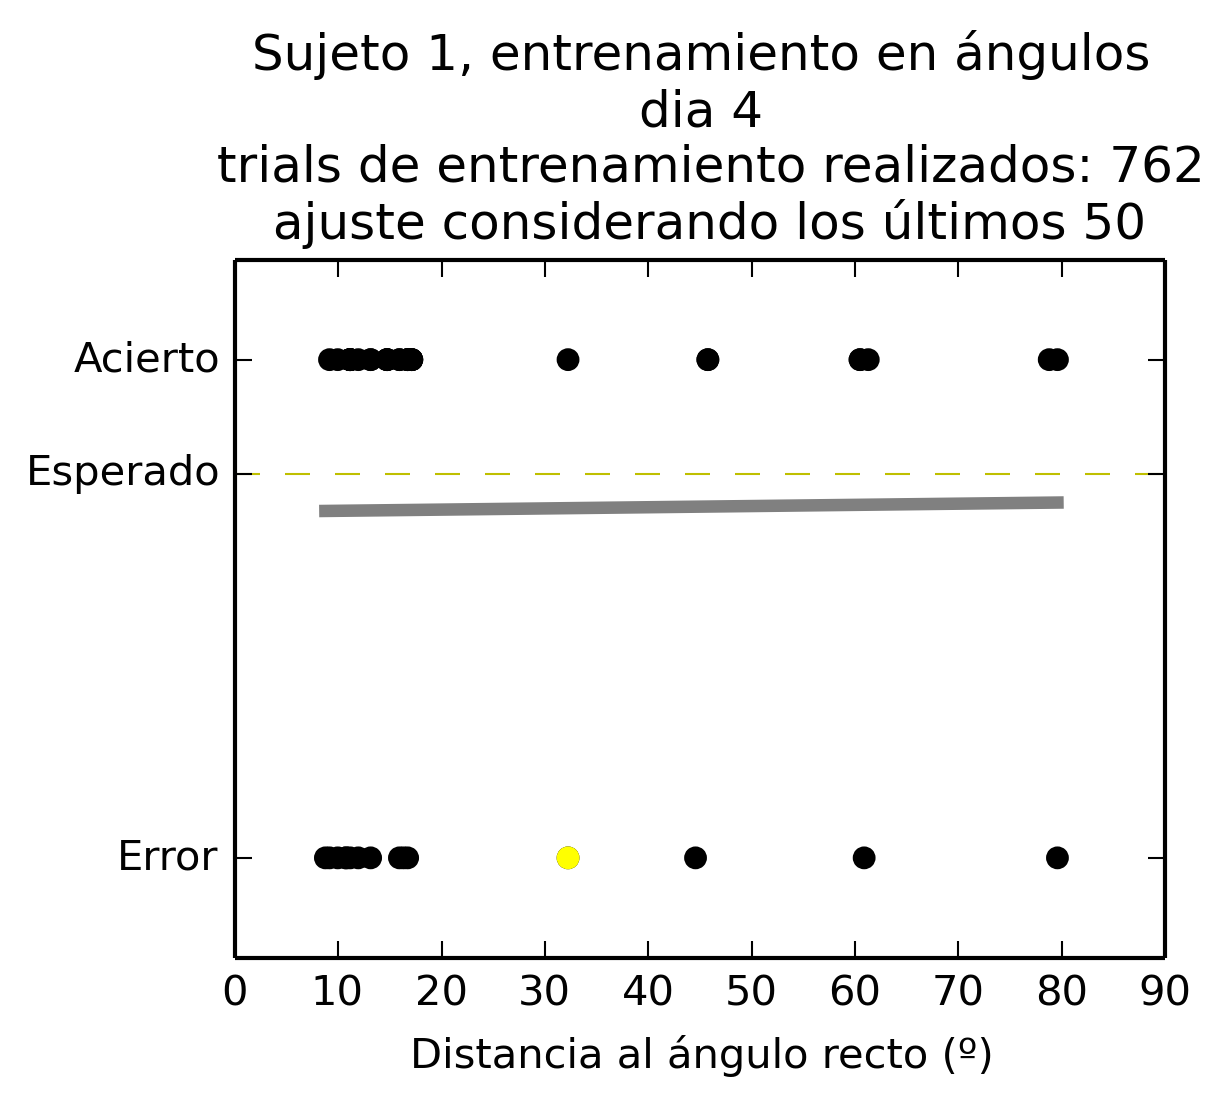 Sujeto 1, entrenamiento en ángulos
dia 4
trials de entrenamiento realizados: 762
ajuste considerando los últimos 50
Acierto
Esperado
Error
0 10 20 30 40 50 60 70 80 90
Distancia al ángulo recto (º)